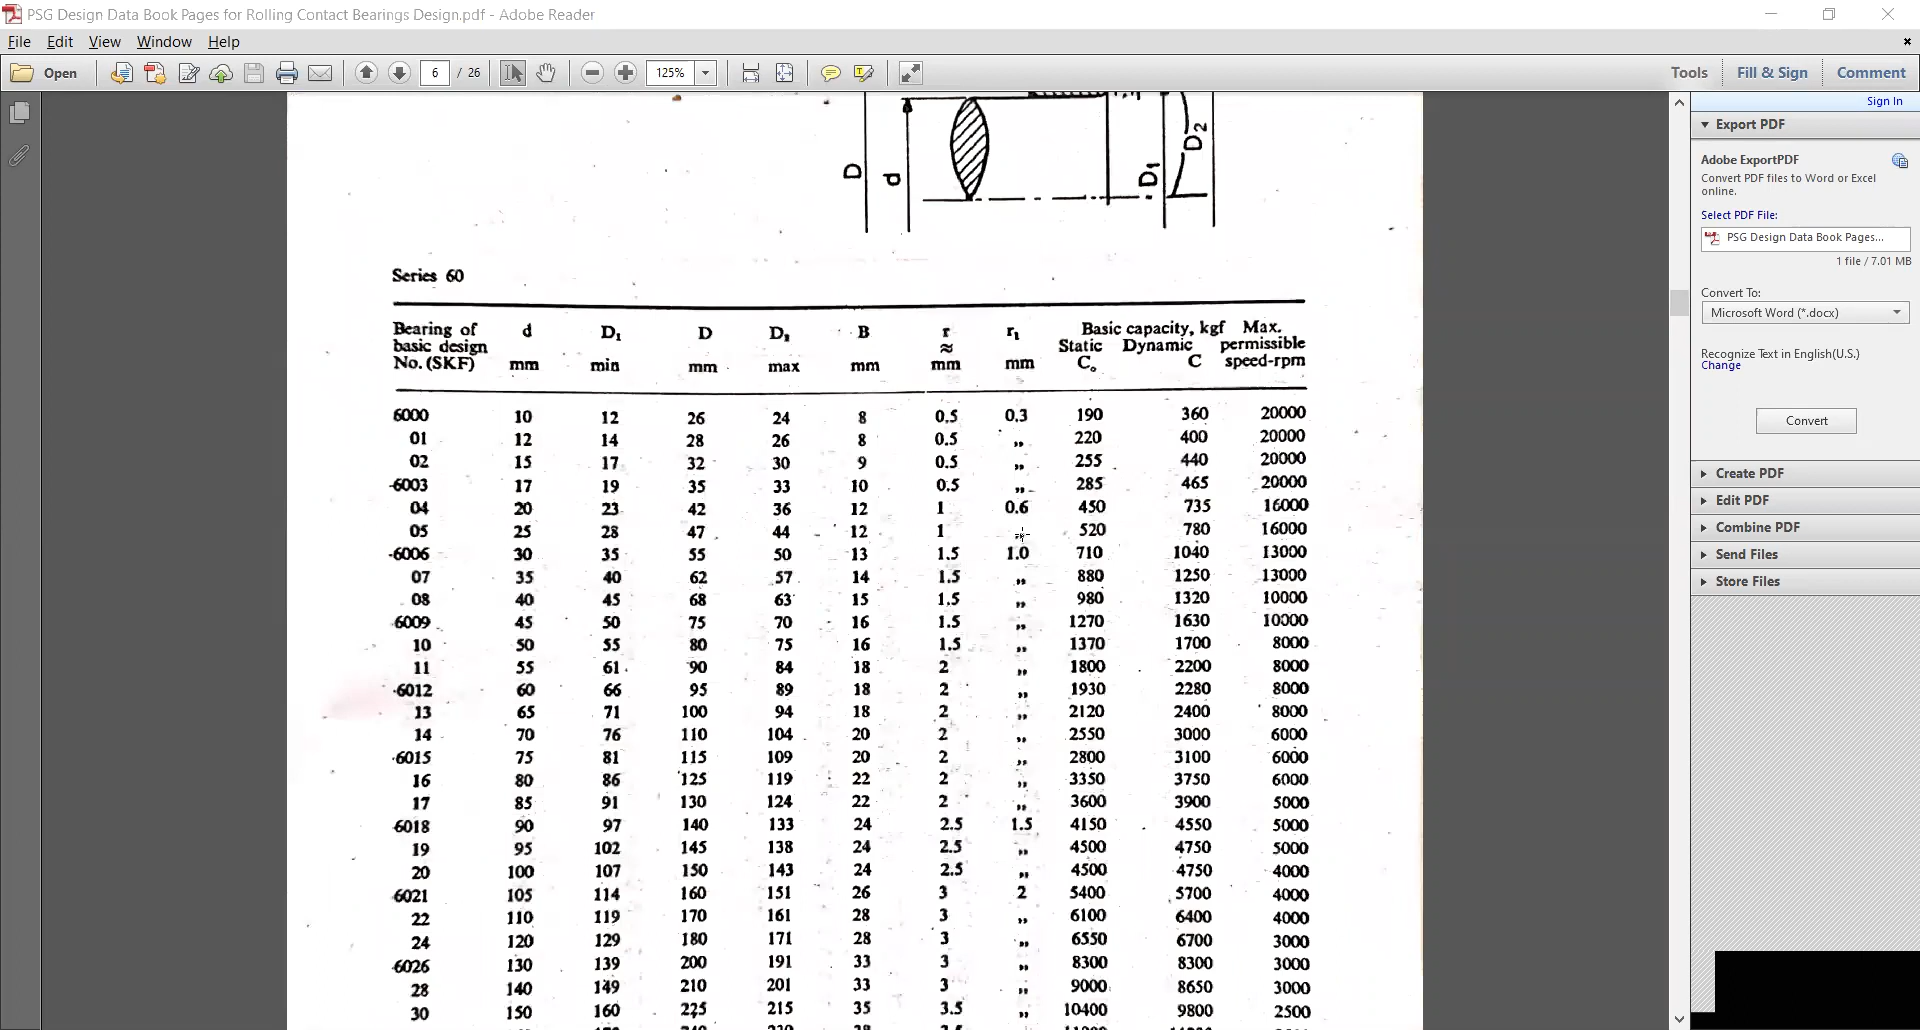 PSG Design Data Book Pages for Rolling Contact Bearings Design.pdf - Adobe Reader
File Edit View Window Help
Open 6 / 26 125% Tools Fill & Sign Comment
Sign In
Export PDF
Adobe ExportPDF
Convert PDF files to Word or Excel
online.
Select PDF File:
PSG Design Data Book Pages...
1 file / 7.01 MB
Convert To:
Microsoft Word (*.docx)
Recognize Text in English(U.S.)
Change
Convert
Create PDF
Edit PDF
Combine PDF
Send Files
Store Files
D d D₁ D₂
Series 60
Bearing of d D₁ D D₂ B r r₁ Basic capacity, kgf Max.
basic design ≈ Static Dynamic permissible
No. (SKF) mm min mm max mm mm mm C₀ C speed-rpm
6000 10 12 26 24 8 0.5 0.3 190 360 20000
01 12 14 28 26 8 0.5 ,, 220 400 20000
02 15 17 32 30 9 0.5 ,, 255 440 20000
6003 17 19 35 33 10 0.5 ,, 285 465 20000
04 20 23 42 36 12 1 0.6 450 735 16000
05 25 28 47 44 12 1 520 780 16000
6006 30 35 55 50 13 1.5 1.0 710 1040 13000
07 35 40 62 57 14 1.5 ,, 880 1250 13000
08 40 45 68 63 15 1.5 ,, 980 1320 10000
6009 45 50 75 70 16 1.5 ,, 1270 1630 10000
10 50 55 80 75 16 1.5 ,, 1370 1700 8000
11 55 61 90 84 18 2 ,, 1800 2200 8000
6012 60 66 95 89 18 2 ,, 1930 2280 8000
13 65 71 100 94 18 2 ,, 2120 2400 8000
14 70 76 110 104 20 2 ,, 2550 3000 6000
6015 75 81 115 109 20 2 ,, 2800 3100 6000
16 80 86 125 119 22 2 ,, 3350 3750 6000
17 85 91 130 124 22 2 ,, 3600 3900 5000
6018 90 97 140 133 24 2.5 1.5 4150 4550 5000
19 95 102 145 138 24 2.5 ,, 4500 4750 5000
20 100 107 150 143 24 2.5 ,, 4500 4750 4000
6021 105 114 160 151 26 3 2 5400 5700 4000
22 110 119 170 161 28 3 ,, 6100 6400 4000
24 120 129 180 171 28 3 ,, 6550 6700 3000
6026 130 139 200 191 33 3 ,, 8300 8300 3000
28 140 149 210 201 33 3 ,, 9000 8650 3000
30 150 160 225 215 35 3.5 ,, 10400 9800 2500